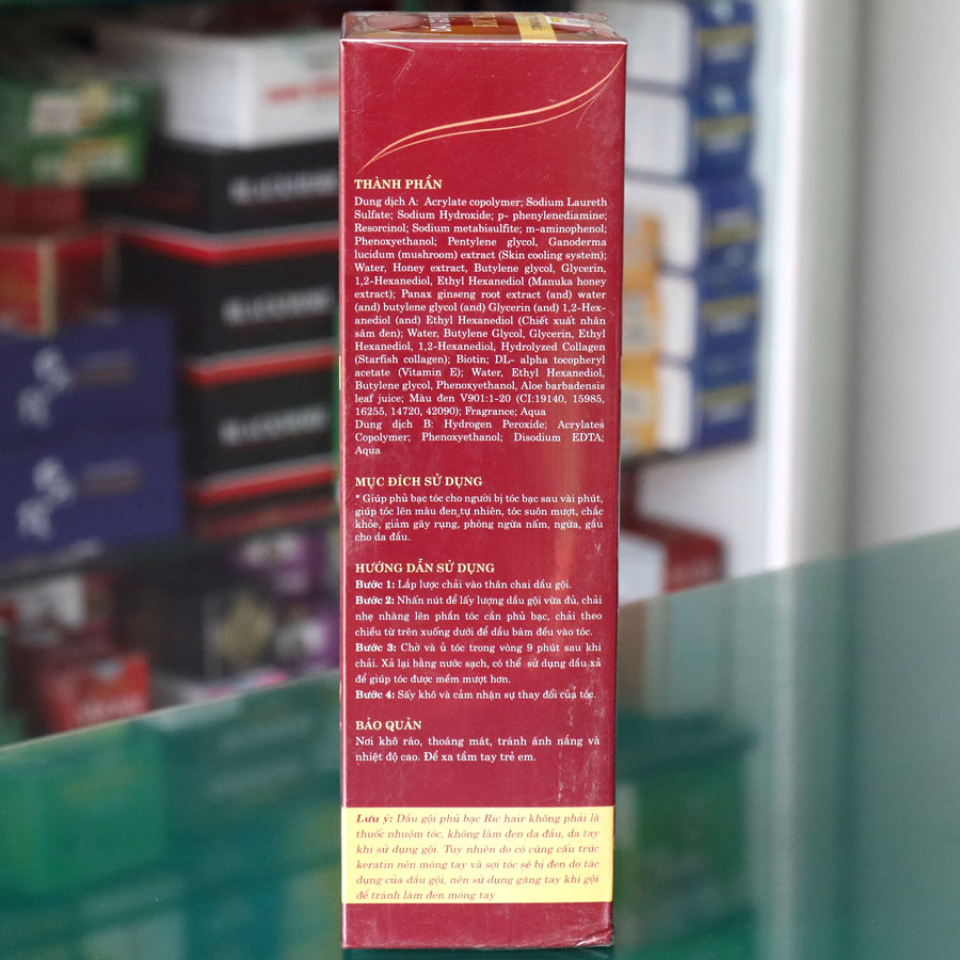 THÀNH PHẦN
Dung dịch A: Acrylate copolymer; Sodium Laureth
Sulfate; Sodium Hydroxide; p- phenylenediamine;
Resorcinol; Sodium metabisulfite; m-aminophenol;
Phenoxyethanol; Pentylene glycol, Ganoderma
lucidum (mushroom) extract (Skin cooling system);
Water, Honey extract, Butylene glycol, Glycerin,
1,2-Hexanediol, Ethyl Hexanediol (Manuka honey
extract); Panax ginseng root extract (and) water
(and) butylene glycol (and) Glycerin (and) 1,2-Hex-
anediol (and) Ethyl Hexanediol (Chiết xuất nhân
sâm đen); Water, Butylene Glycol, Glycerin, Ethyl
Hexanediol, 1,2-Hexanediol, Hydrolyzed Collagen
(Starfish collagen); Biotin; DL- alpha tocopheryl
acetate (Vitamin E); Water, Ethyl Hexanediol,
Butylene glycol, Phenoxyethanol, Aloe barbadensis
leaf juice; Màu đen V901:1-20 (CI:19140, 15985,
16255, 14720, 42090); Fragrance; Aqua
Dung dịch B: Hydrogen Peroxide; Acrylates
Copolymer; Phenoxyethanol; Disodium EDTA;
Aqua
MỤC ĐÍCH SỬ DỤNG
* Giúp phủ bạc tóc cho người bị tóc bạc sau vài phút,
giúp tóc lên màu đen tự nhiên, tóc suôn mượt, chắc
khỏe, giảm gãy rụng, phòng ngừa nấm, ngứa, gầu
cho da đầu.
HƯỚNG DẪN SỬ DỤNG
Bước 1: Lắp lược chải vào thân chai dầu gội.
Bước 2: Nhấn nút để lấy lượng dầu gội vừa đủ, chải
nhẹ nhàng lên phần tóc cần phủ bạc, chải theo
chiều từ trên xuống dưới để dầu bám đều vào tóc.
Bước 3: Chờ và ủ tóc trong vòng 9 phút sau khi
chải. Xả lại bằng nước sạch, có thể sử dụng dầu xả
để giúp tóc được mềm mượt hơn.
Bước 4: Sấy khô và cảm nhận sự thay đổi của tóc.
BẢO QUẢN
Nơi khô ráo, thoáng mát, tránh ánh nắng và
nhiệt độ cao. Để xa tầm tay trẻ em.
Lưu ý: Dầu gội phủ bạc Ric hair không phải là
thuốc nhuộm tóc, không làm đen da đầu, da tay
khi sử dụng gội. Tuy nhiên do có cùng cấu trúc
keratin nên móng tay và sợi tóc sẽ bị đen do tác
dụng của dầu gội, nên sử dụng găng tay khi gội
để tránh làm đen móng tay